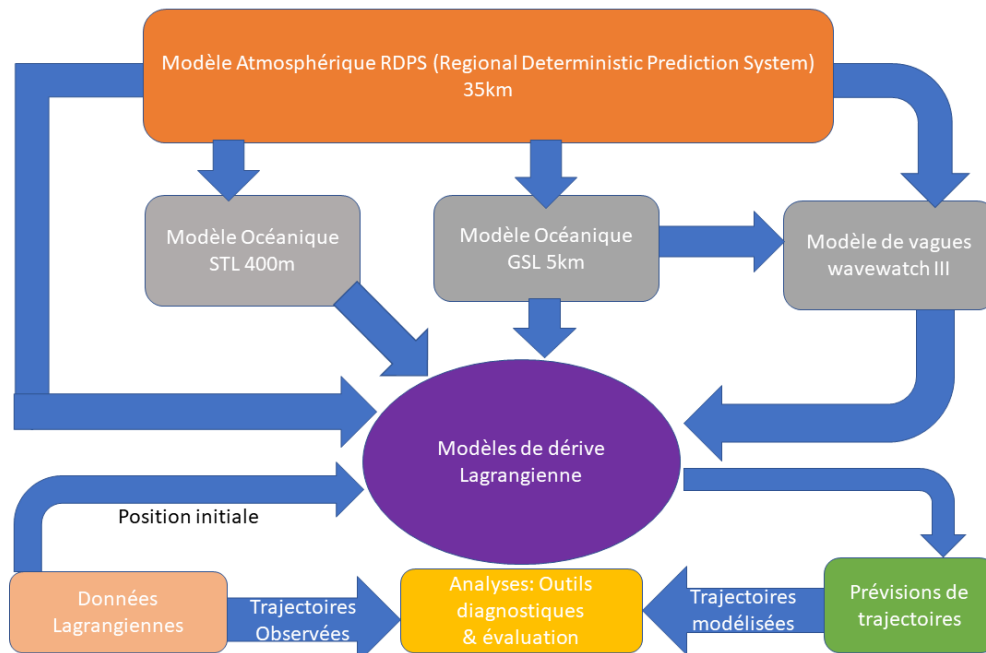 Modèle Atmosphérique RDPS (Regional Deterministic Prediction System)
35km
Modèle Océanique
STL 400m
Modèle Océanique
GSL 5km
Modèle de vagues
wavewatch III
Modèles de dérive
Lagrangienne
Position initiale
Données
Lagrangiennes
Trajectoires
Observées
Analyses: Outils
diagnostiques
& évaluation
Trajectoires
modélisées
Prévisions de
trajectoires